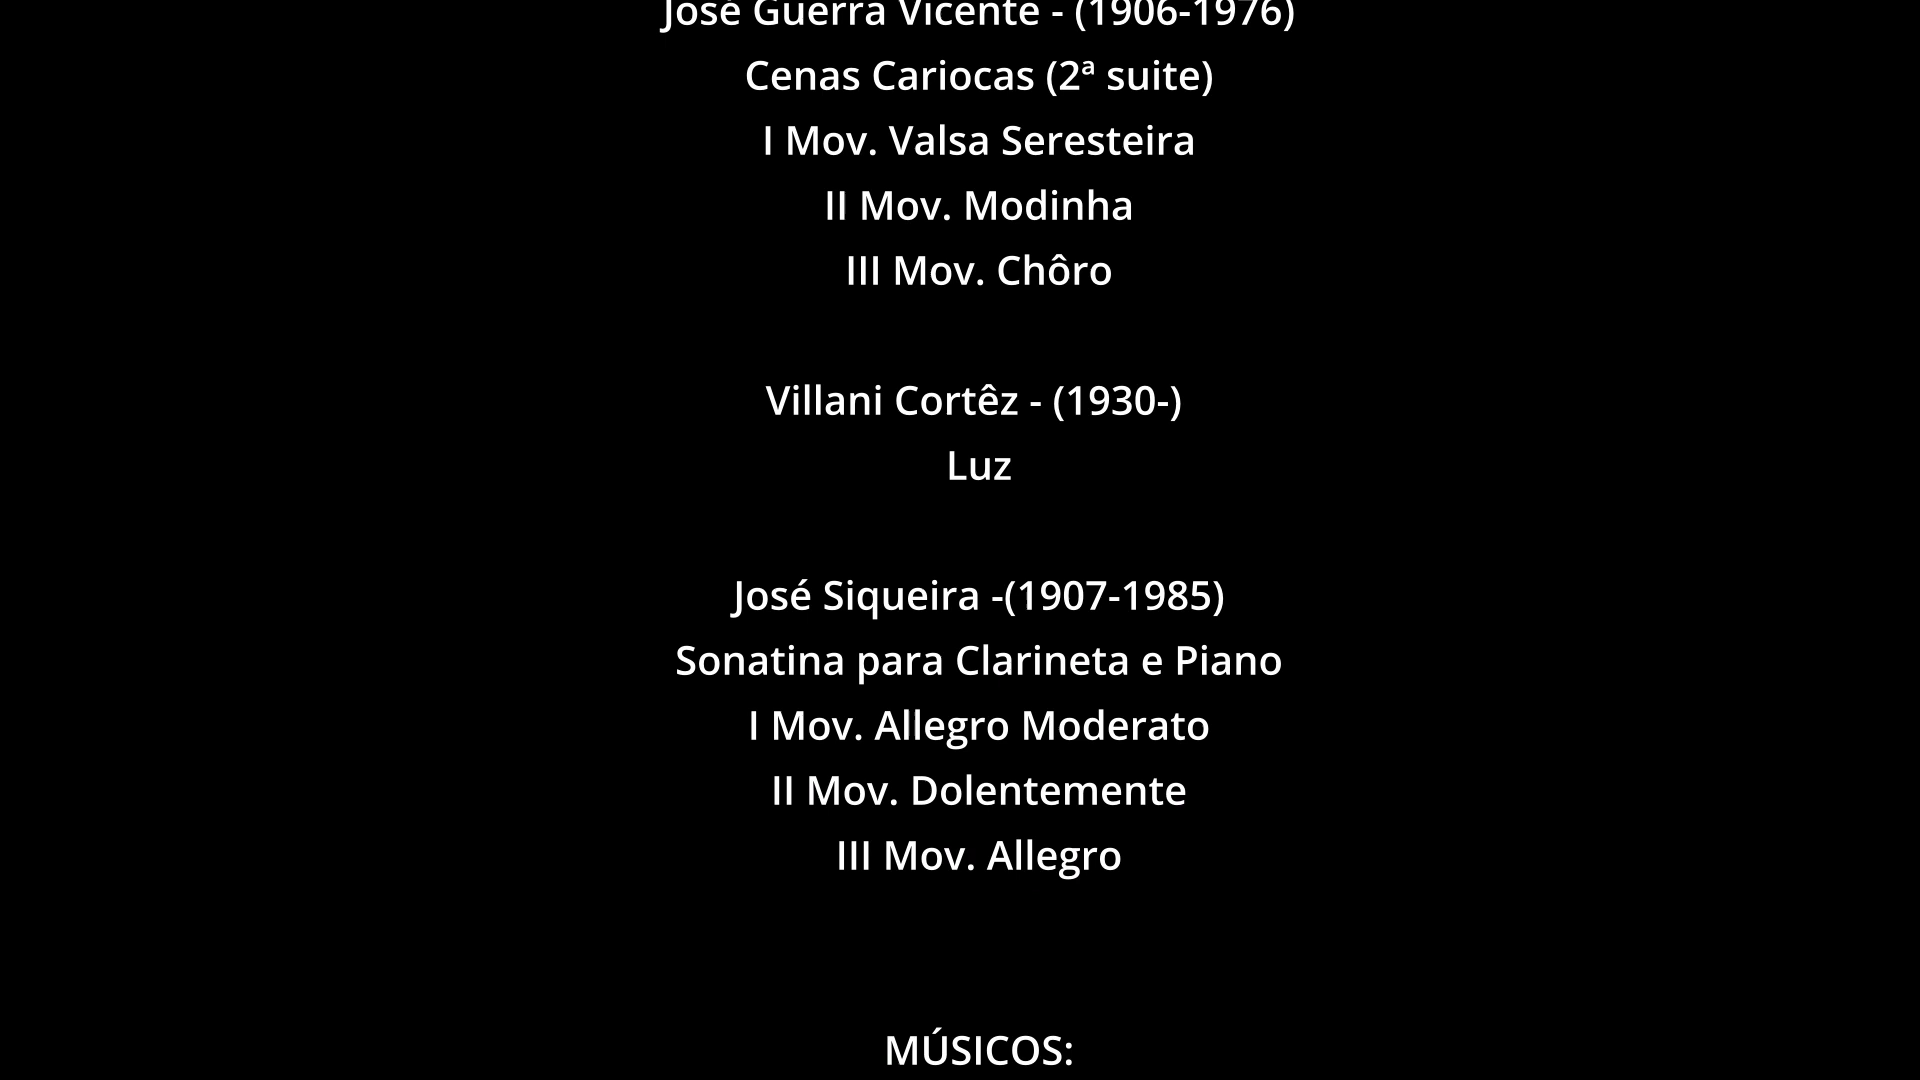 José Guerra Vicente - (1906-1976)
Cenas Cariocas (2ª suite)
I Mov. Valsa Seresteira
II Mov. Modinha
III Mov. Chôro
Villani Cortêz - (1930-)
Luz
José Siqueira -(1907-1985)
Sonatina para Clarineta e Piano
I Mov. Allegro Moderato
II Mov. Dolentemente
III Mov. Allegro
MÚSICOS: